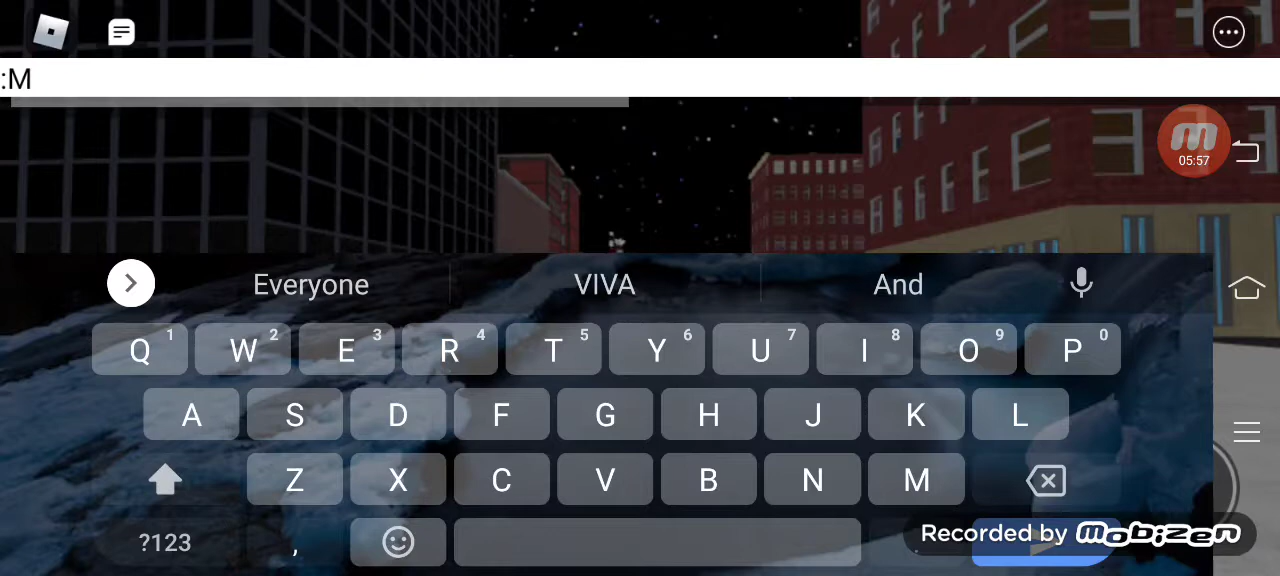 :M
05:57
Everyone VIVA And
Q 1 W 2 E 3 R 4 T 5 Y 6 U 7 I 8 O 9 P 0
A S D F G H J K L
Z X C V B N M
?123 ,
Recorded by mobizen